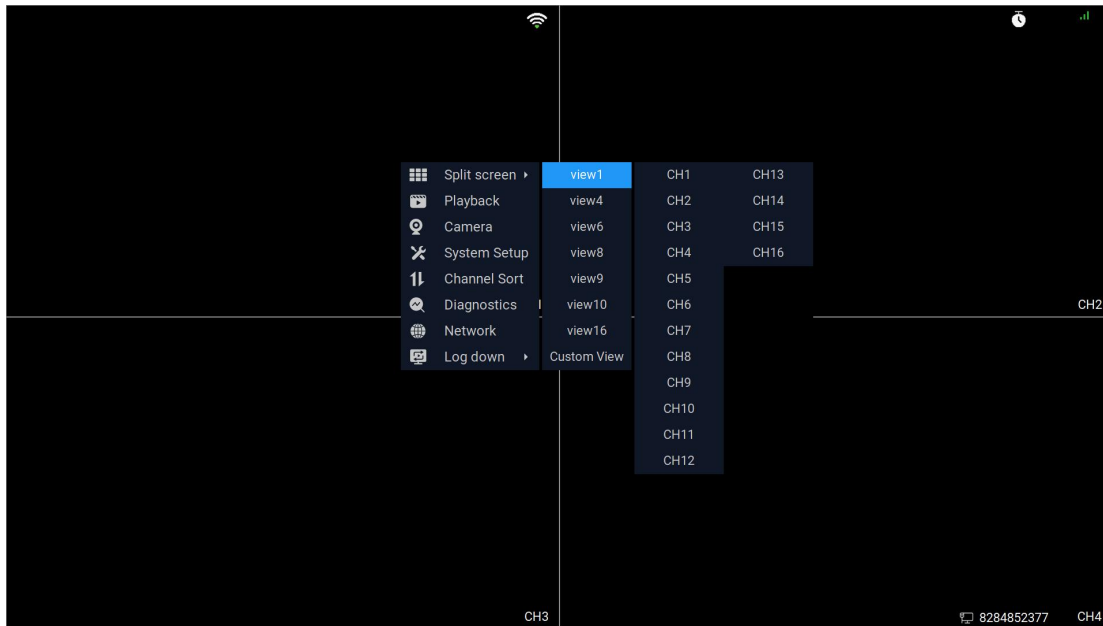 Split screen
Playback
Camera
System Setup
Channel Sort
Diagnostics
Network
Log down
view1
view4
view6
view8
view9
view10
view16
Custom View
CH1
CH2
CH3
CH4
CH5
CH6
CH7
CH8
CH9
CH10
CH11
CH12
CH13
CH14
CH15
CH16
CH2
CH3
8284852377
CH4